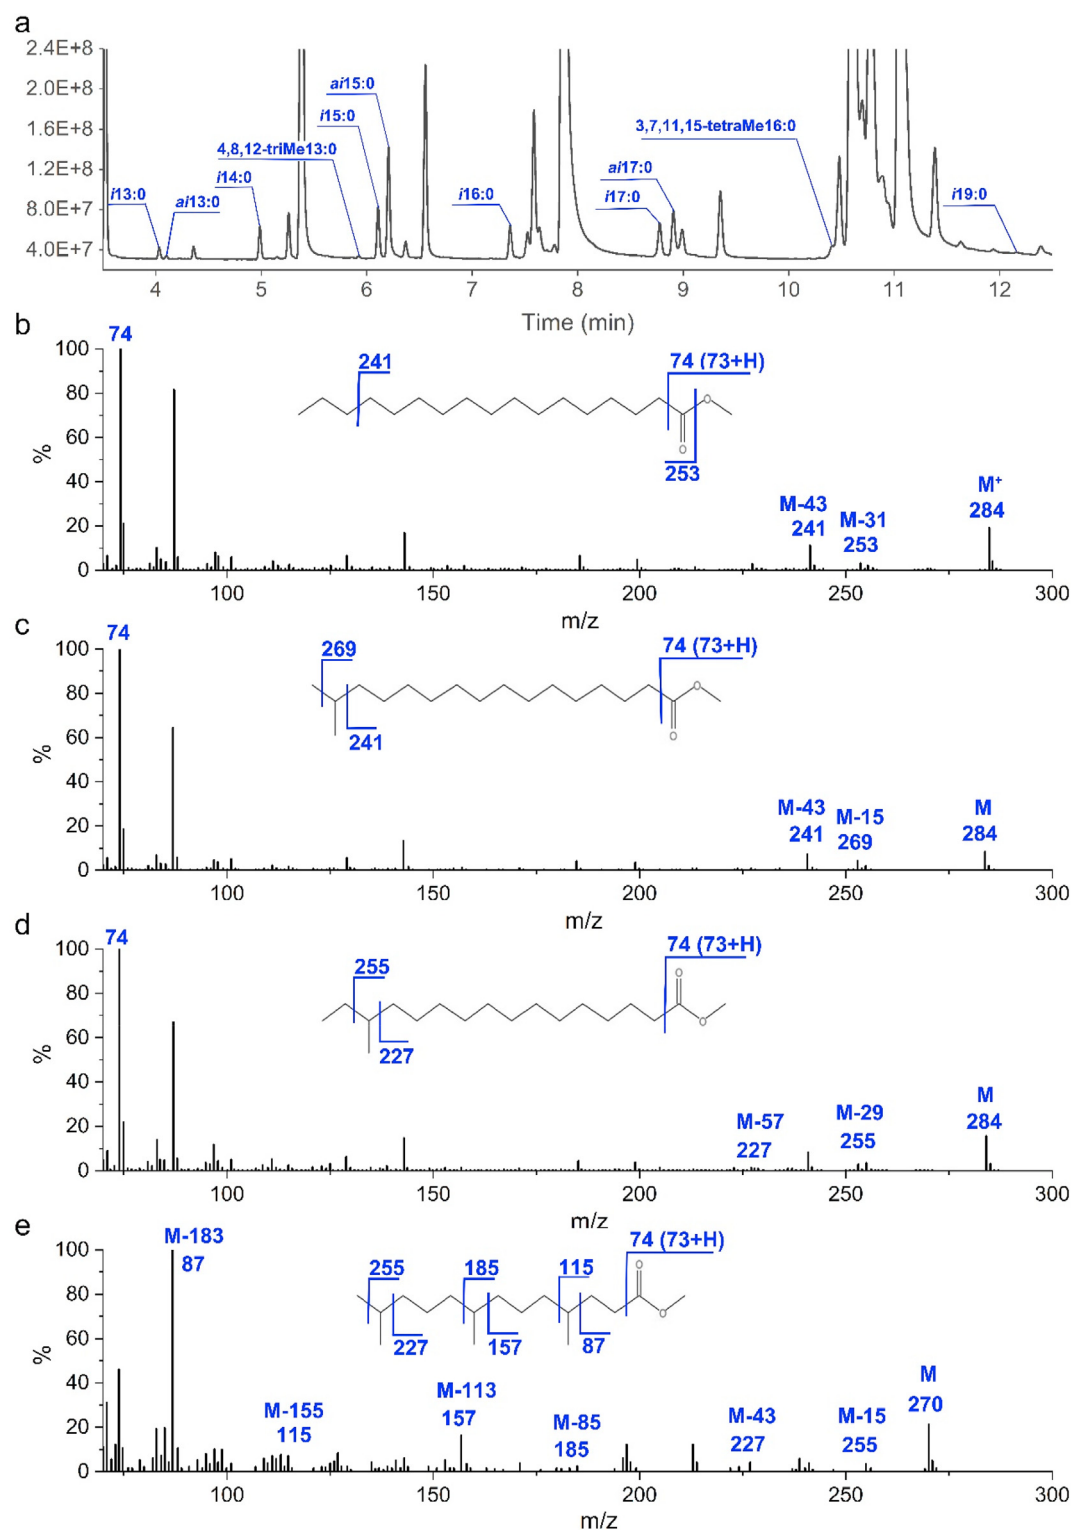 a
2.4E+8
2.0E+8
1.6E+8
1.2E+8
8.0E+7
4.0E+7
ai15:0
i15:0
4,8,12-triMe13:0
i14:0
i13:0
ai13:0
i16:0
3,7,11,15-tetraMe16:0
ai17:0
i17:0
i19:0
4 5 6 7 8 9 10 11 12
Time (min)
b
74
100
80
60
40
20
0
%
241
74 (73+H)
O
O
253
M-43
241
M-31
253
M+
284
100 150 200 250 300
m/z
c
74
100
80
60
40
20
0
%
269
74 (73+H)
O
O
241
M-43
241
M-15
269
M
284
100 150 200 250 300
m/z
d
74
100
80
60
40
20
0
%
255
74 (73+H)
O
O
227
M-57
227
M-29
255
M
284
100 150 200 250 300
m/z
e
M-183
87
100
80
60
40
20
0
%
255
185
115
74 (73+H)
O
O
227
157
87
M-155
115
M-113
157
M-85
185
M-43
227
M-15
255
M
270
100 150 200 250 300
m/z